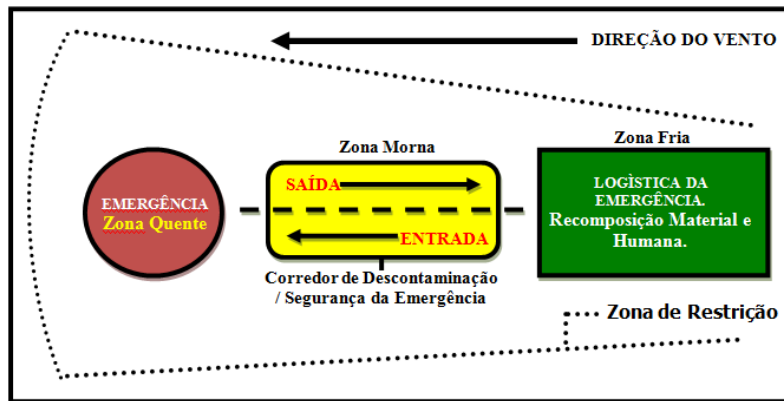 DIREÇÃO DO VENTO
Zona Morna
Zona Fria
EMERGÊNCIA
Zona Quente
SAÍDA
ENTRADA
LOGÌSTICA DA
EMERGÊNCIA.
Recomposição Material e
Humana.
Corredor de Descontaminação
/ Segurança da Emergência
Zona de Restrição